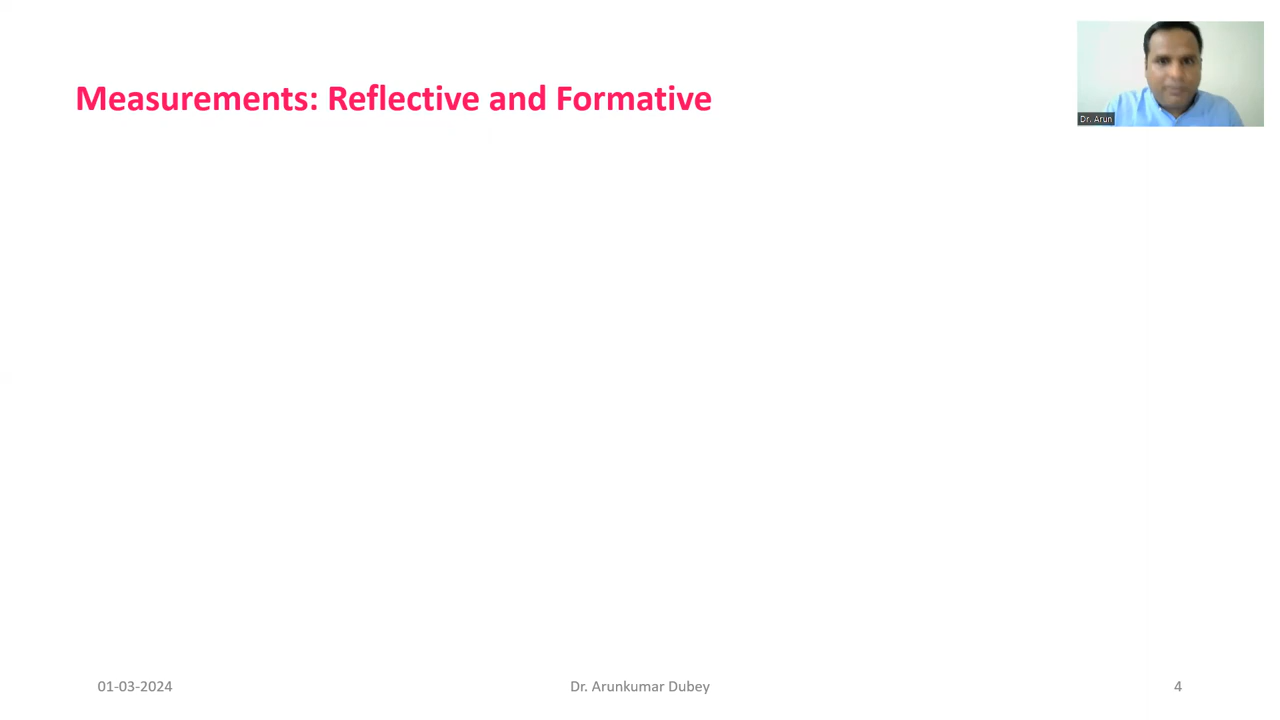 Measurements: Reflective and Formative
Dr. Arun
01-03-2024
Dr. Arunkumar Dubey
4